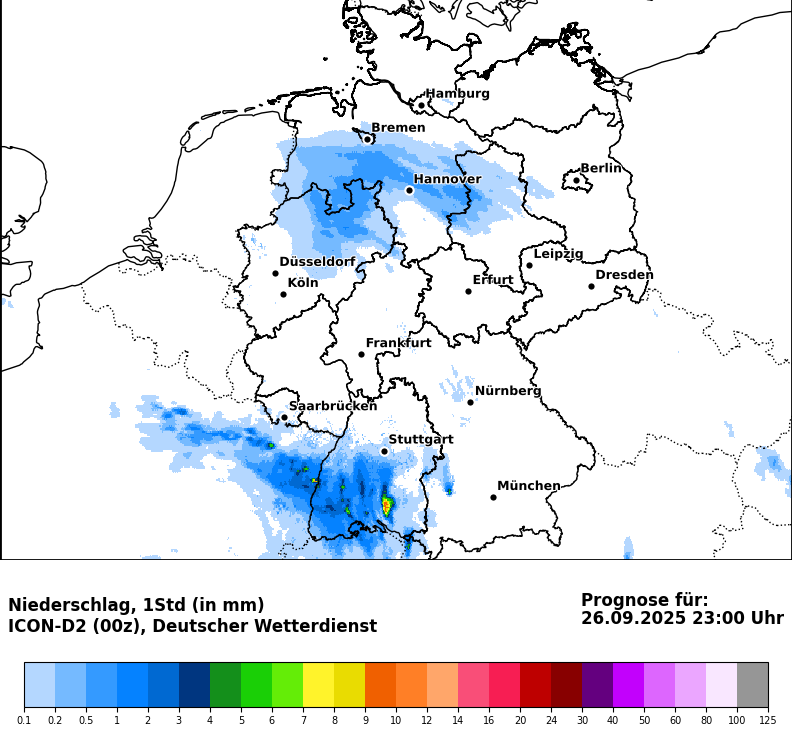 Hamburg
Bremen
Berlin
Hannover
Leipzig
Düsseldorf
Dresden
Köln
Erfurt
Frankfurt
Nürnberg
Saarbrücken
Stuttgart
München
Niederschlag, 1Std (in mm)
ICON-D2 (00z), Deutscher Wetterdienst
Prognose für:
26.09.2025 23:00 Uhr
0.1 0.2 0.5 1 2 3 4 5 6 7 8 9 10 12 14 16 20 24 30 40 50 60 80 100 125